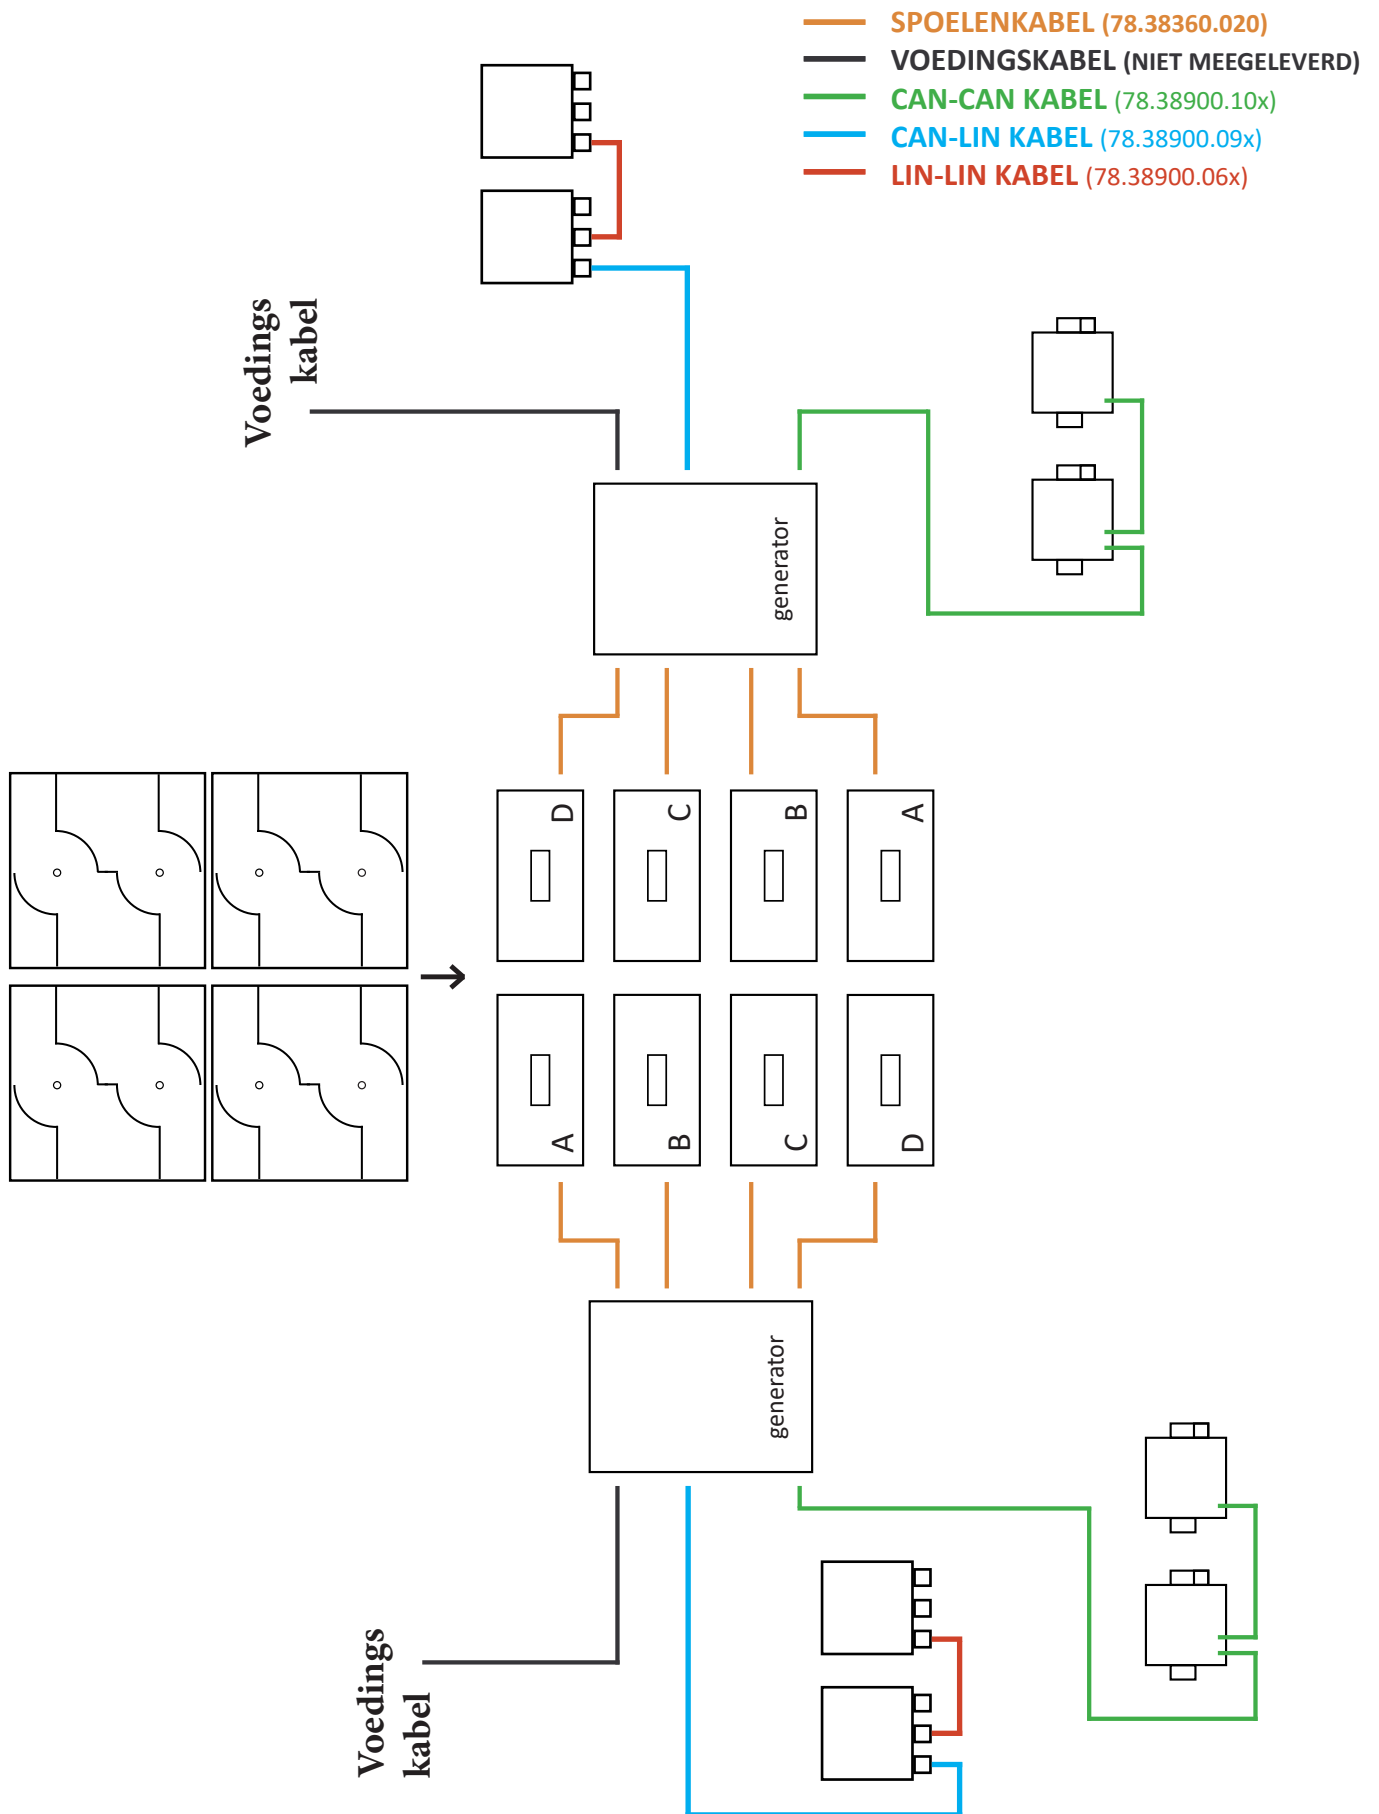 SPOELENKABEL (78.38360.020)
VOEDINGSKABEL (NIET MEEGELEVERD)
CAN-CAN KABEL (78.38900.10x)
CAN-LIN KABEL (78.38900.09x)
LIN-LIN KABEL (78.38900.06x)
Voedings
kabel
generator
D
C
B
A
A
B
C
D
generator
Voedings
kabel